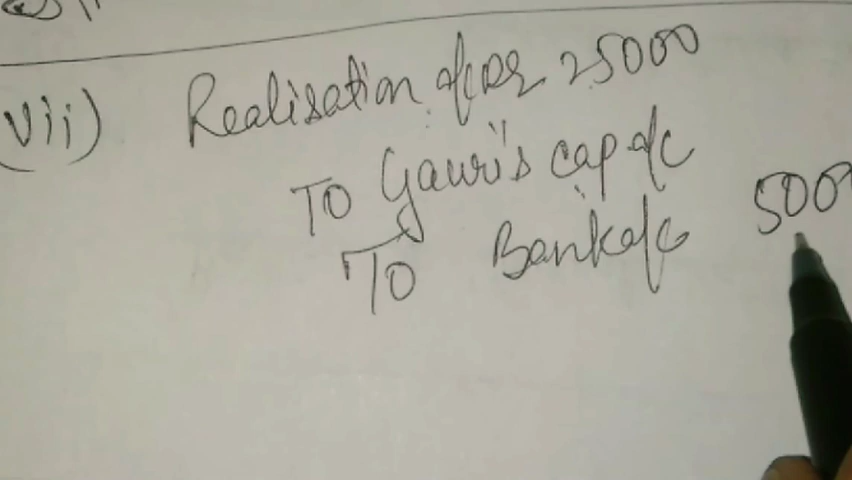 vii) Realisation a/c DR 25000
To Gauri's cap a/c
To Bank a/c 500